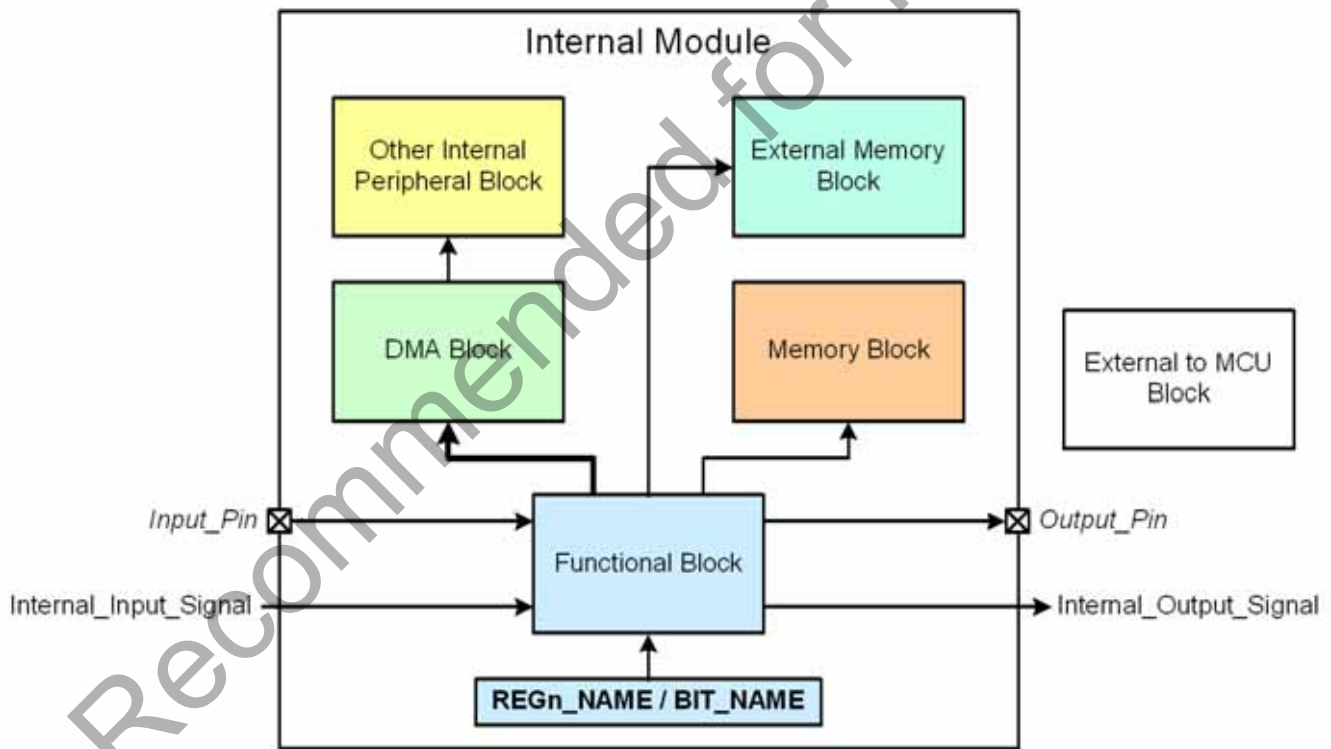 Internal Module
Other Internal
Peripheral Block
External Memory
Block
DMA Block
Memory Block
External to MCU
Block
Input_Pin
Output_Pin
Functional Block
Internal_Input_Signal
Internal_Output_Signal
REGn_NAME / BIT_NAME
Recommended for